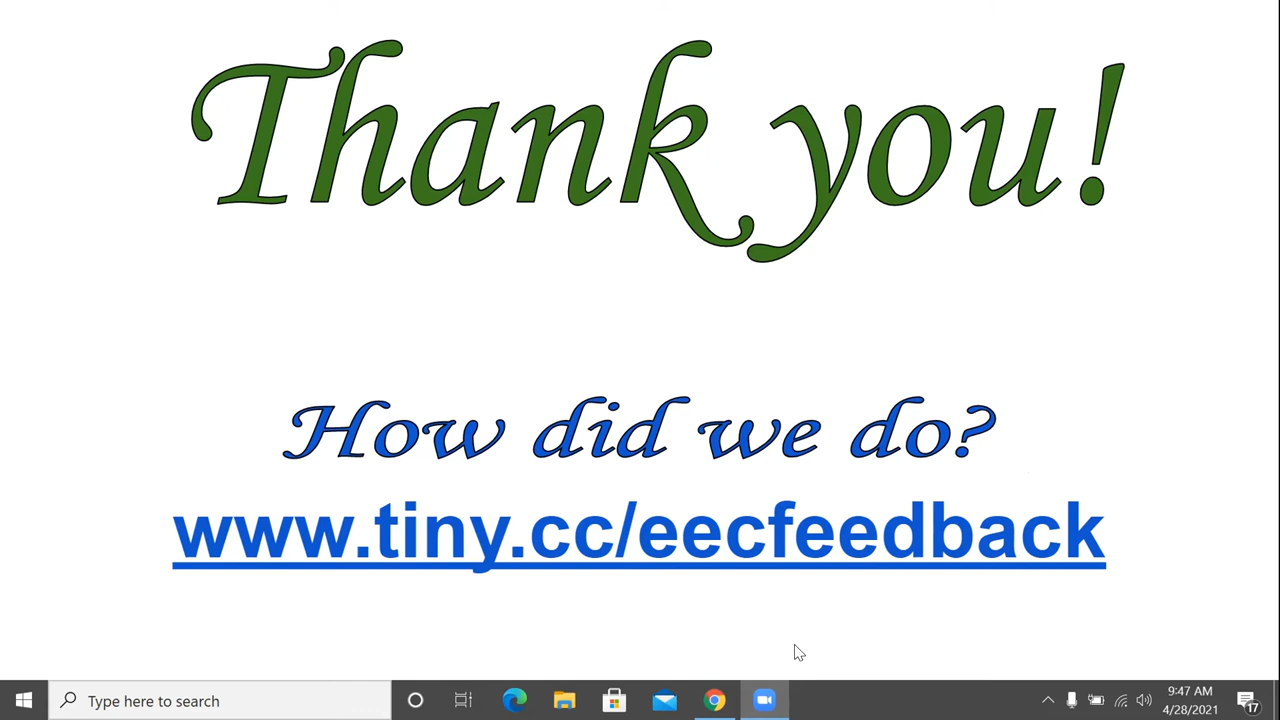 Thank you!
How did we do?
www.tiny.cc/eecfeedback
Type here to search
9:47 AM
4/28/2021
17